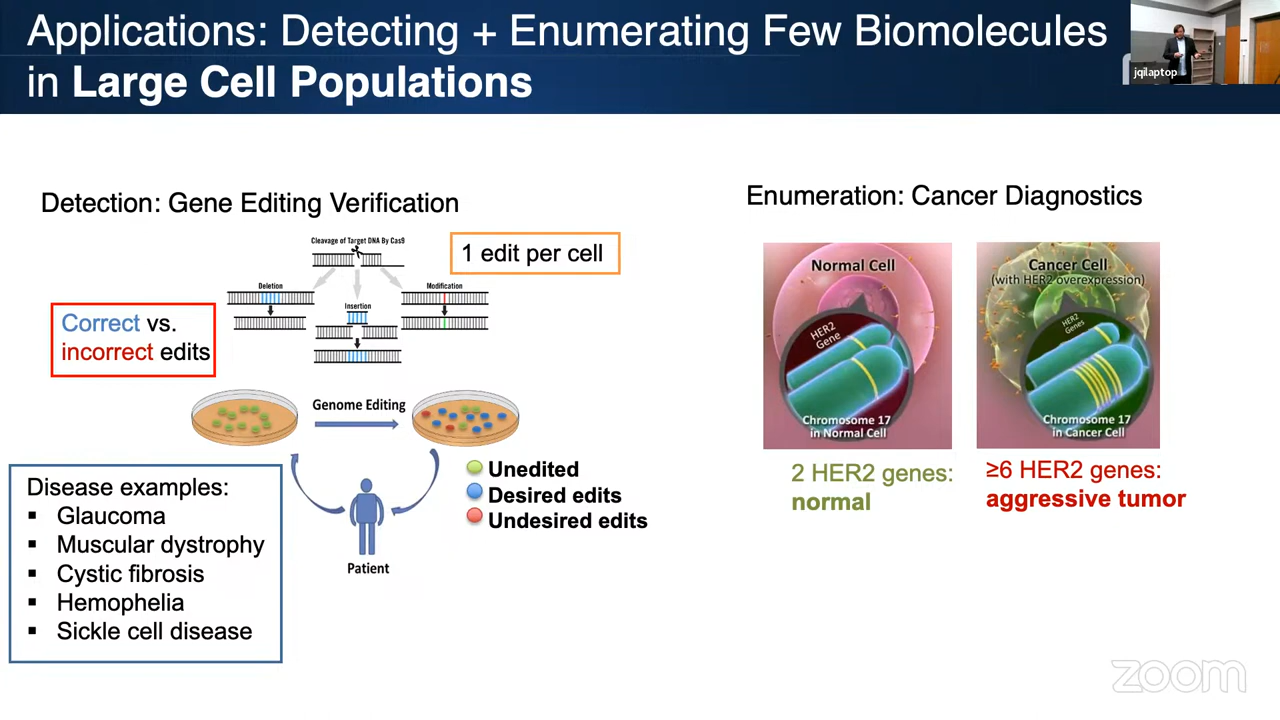 Applications: Detecting + Enumerating Few Biomolecules
in Large Cell Populations
jqilaptop
Detection: Gene Editing Verification
Cleavage of Target DNA By Cas9
1 edit per cell
Deletion
Insertion
Modification
Correct vs.
incorrect edits
Genome Editing
Unedited
Desired edits
Undesired edits
Patient
Disease examples:
▪ Glaucoma
▪ Muscular dystrophy
▪ Cystic fibrosis
▪ Hemophelia
▪ Sickle cell disease
Enumeration: Cancer Diagnostics
Normal Cell
HER2
Gene
Chromosome 17
in Normal Cell
2 HER2 genes:
normal
Cancer Cell
(with HER2 overexpression)
HER2
Genes
Chromosome 17
in Cancer Cell
≥6 HER2 genes:
aggressive tumor
zoom